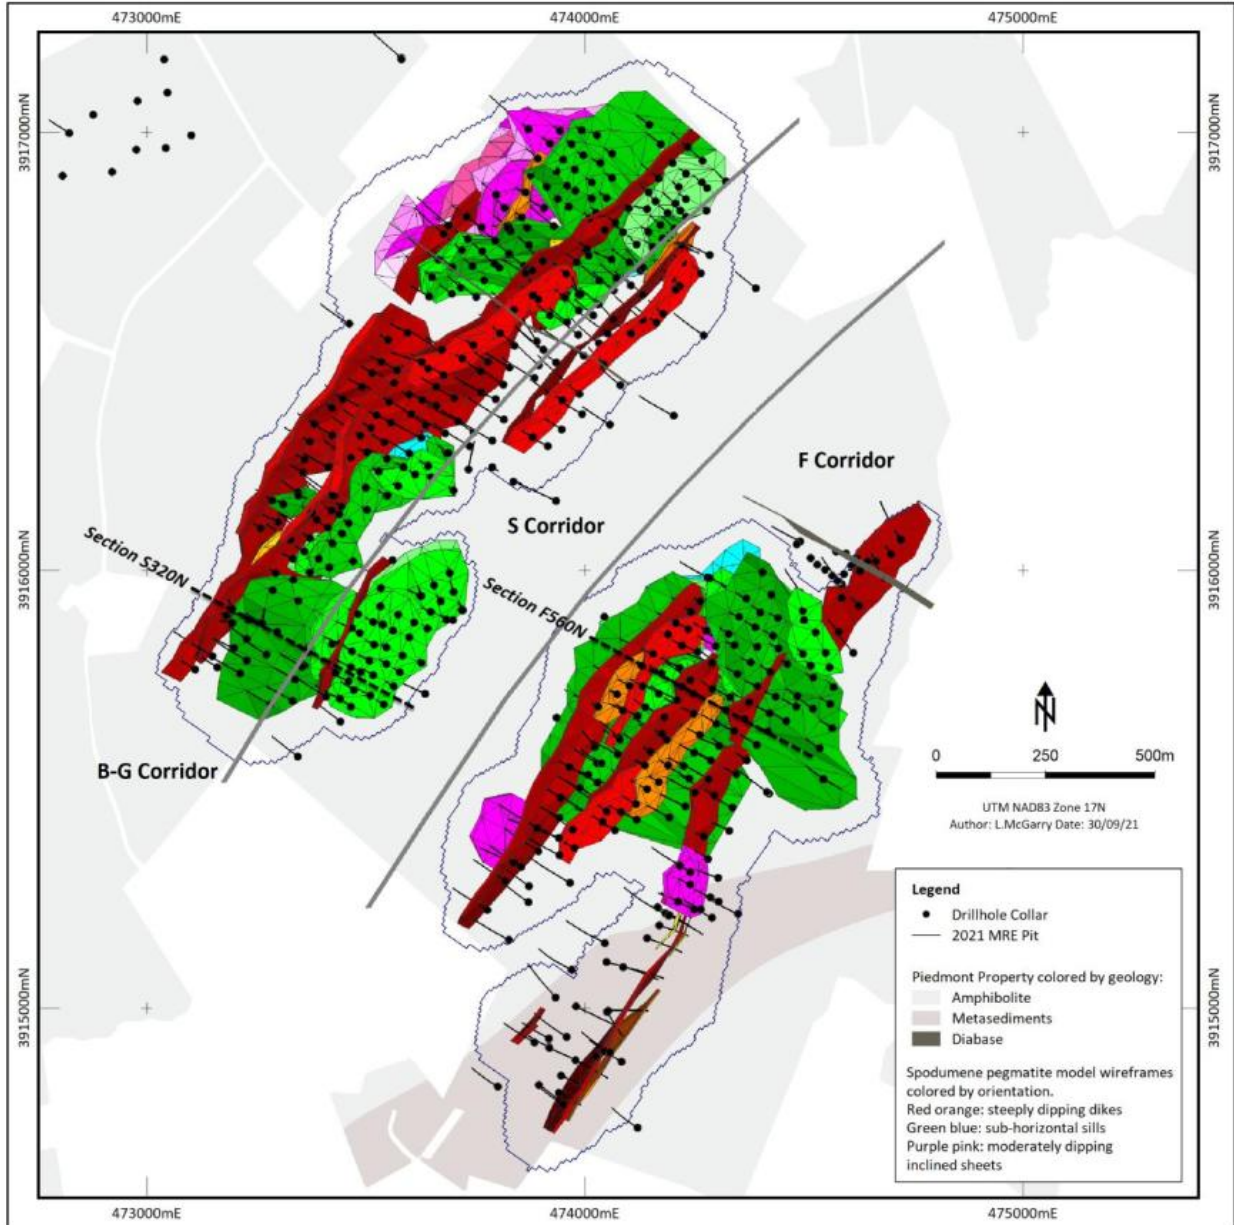 473000mE
474000mE
475000mE
3917000mN
3917000mN
F Corridor
S Corridor
Section S320N
Section F560N
3916000mN
3916000mN
B-G Corridor
N
0
250
500m
UTM NAD83 Zone 17N
Author: L.McGarry Date: 30/09/21
Legend
Drillhole Collar
2021 MRE Pit
Piedmont Property colored by geology:
Amphibolite
Metasediments
Diabase
Spodumene pegmatite model wireframes
colored by orientation.
Red orange: steeply dipping dikes
Green blue: sub-horizontal sills
Purple pink: moderately dipping
inclined sheets
3915000mN
3915000mN
473000mE
474000mE
475000mE